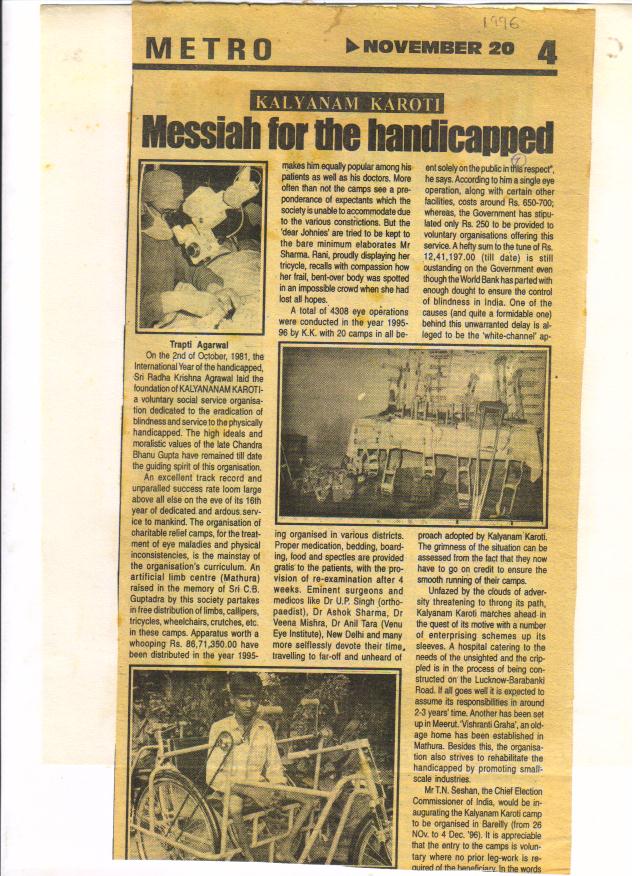 1996
METRO
NOVEMBER 20
4
KALYANAM KAROTI
Messiah for the handicapped
Trapti Agarwal
On the 2nd of October, 1981, the
International Year of the handicapped,
Sri Radha Krishna Agrawal laid the
foundation of KALYANANAM KAROTI-
a voluntary social service organisa-
tion dedicated to the eradication of
blindness and service to the physically
handicapped. The high ideals and
moralistic values of the late Chandra
Bhanu Gupta have remained till date
the guiding spirit of this organisation.
An excellent track record and
unparalled success rate loom large
above all else on the eve of its 16th
year of dedicated and ardous serv-
ice to mankind. The organisation of
charitable relief camps, for the treat-
ment of eye maladies and physical
inconsistencies, is the mainstay of
the organisation's curriculum. An
artificial limb centre (Mathura)
raised in the memory of Sri C.B.
Guptadra by this society partakes
in free distribution of limbs, callipers,
tricycles, wheelchairs, crutches, etc.
in these camps. Apparatus worth a
whooping Rs. 86,71,350.00 have
been distributed in the year 1995-
makes him equally popular among his
patients as well as his doctors. More
often than not the camps see a pre-
ponderance of expectants which the
society is unable to accommodate due
to the various constrictions. But the
'dear Johnies' are tried to be kept to
the bare minimum elaborates Mr
Sharma. Rani, proudly displaying her
tricycle, recalls with compassion how
her frail, bent-over body was spotted
in an impossible crowd when she had
lost all hopes.
A total of 4308 eye operations
were conducted in the year 1995-
96 by K.K. with 20 camps in all be-
ing organised in various districts.
Proper medication, bedding, board-
ing, food and specties are provided
gratis to the patients, with the pro-
vision of re-examination after 4
weeks. Eminent surgeons and
medicos like Dr U.P. Singh (ortho-
paedist), Dr Ashok Sharma, Dr
Veena Mishra, Dr Anil Tara (Venu
Eye Institute), New Delhi and many
more selflessly devote their time,
travelling to far-off and unheard of
ent solely on the public in this respect",
he says. According to him a single eye
operation, along with certain other
facilities, costs around Rs. 650-700;
whereas, the Government has stipu-
lated only Rs. 250 to be provided to
voluntary organisations offering this
service. A hefty sum to the tune of Rs.
12,41,197.00 (till date) is still
oustanding on the Government even
though the World Bank has parted with
enough dought to ensure the control
of blindness in India. One of the
causes (and quite a formidable one)
behind this unwarranted delay is al-
leged to be the 'white-channel' ap-
proach adopted by Kalyanam Karoti.
The grimness of the situation can be
assessed from the fact that they now
have to go on credit to ensure the
smooth running of their camps.
Unfazed by the clouds of adver-
sity threatening to throng its path,
Kalyanam Karoti marches ahead in
the quest of its motive with a number
of enterprising schemes up its
sleeves. A hospital catering to the
needs of the unsighted and the crip-
pled is in the process of being con-
structed on the Lucknow-Barabanki
Road. If all goes well it is expected to
assume its responsibilities in around
2-3 years' time. Another has been set
up in Meerut. 'Vishranti Graha', an old-
age home has been established in
Mathura. Besides this, the organisa-
tion also strives to rehabilitate the
handicapped by promoting small-
scale industries.
Mr T.N. Seshan, the Chief Election
Commissioner of India, would be in-
augurating the Kalyanam Karoti camp
to be organised in Bareilly (from 26
NOv. to 4 Dec. '96). It is appreciable
that the entry to the camps is volun-
tary where no prior leg-work is re-
quired of the beneficiary. In the words